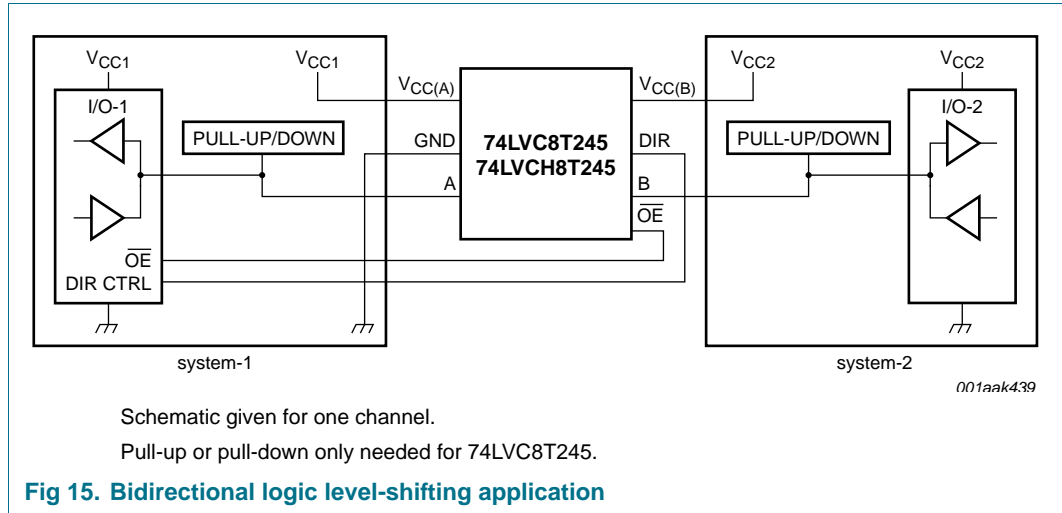 VCC1
VCC1
VCC2
VCC2
I/O-1
VCC(A)
VCC(B)
I/O-2
PULL-UP/DOWN
GND
74LVC8T245
74LVCH8T245
DIR
PULL-UP/DOWN
A
B
OE
OE
DIR CTRL
system-1
system-2
001aak439
Schematic given for one channel.
Pull-up or pull-down only needed for 74LVC8T245.
Fig 15. Bidirectional logic level-shifting application